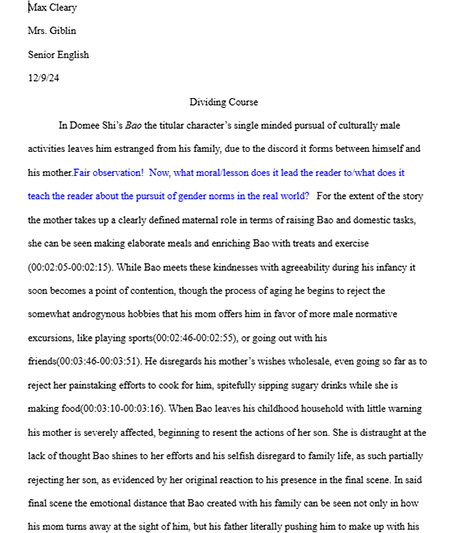 Max Cleary
Mrs. Giblin
Senior English
12/9/24
Dividing Course
In Domee Shi's Bao the titular character's single minded pursual of culturally male
activities leaves him estranged from his family, due to the discord it forms between himself and
his mother.Fair observation!  Now, what moral/lesson does it lead the reader to/what does it
teach the reader about the pursuit of gender norms in the real world?   For the extent of the story
the mother takes up a clearly defined maternal role in terms of raising Bao and domestic tasks,
she can be seen making elaborate meals and enriching Bao with treats and exercise
(00:02:05-00:02:15). While Bao meets these kindnesses with agreeability during his infancy it
soon becomes a point of contention, though the process of aging he begins to reject the
somewhat androgynous hobbies that his mom offers him in favor of more male normative
excursions, like playing sports(00:02:46-00:02:55), or going out with his
friends(00:03:46-00:03:51). He disregards his mother's wishes wholesale, even going so far as to
reject her painstaking efforts to cook for him, spitefully sipping sugary drinks while she is
making food(00:03:10-00:03:16). When Bao leaves his childhood household with little warning
his mother is severely affected, beginning to resent the actions of her son. She is distraught at the
lack of thought Bao shines to her efforts and his selfish disregard to family life, as such partially
rejecting her son, as evidenced by her original reaction to his presence in the final scene. In said
final scene the emotional distance that Bao created with his family can be seen not only in how
his mom turns away at the sight of him, but his father literally pushing him to make up with his